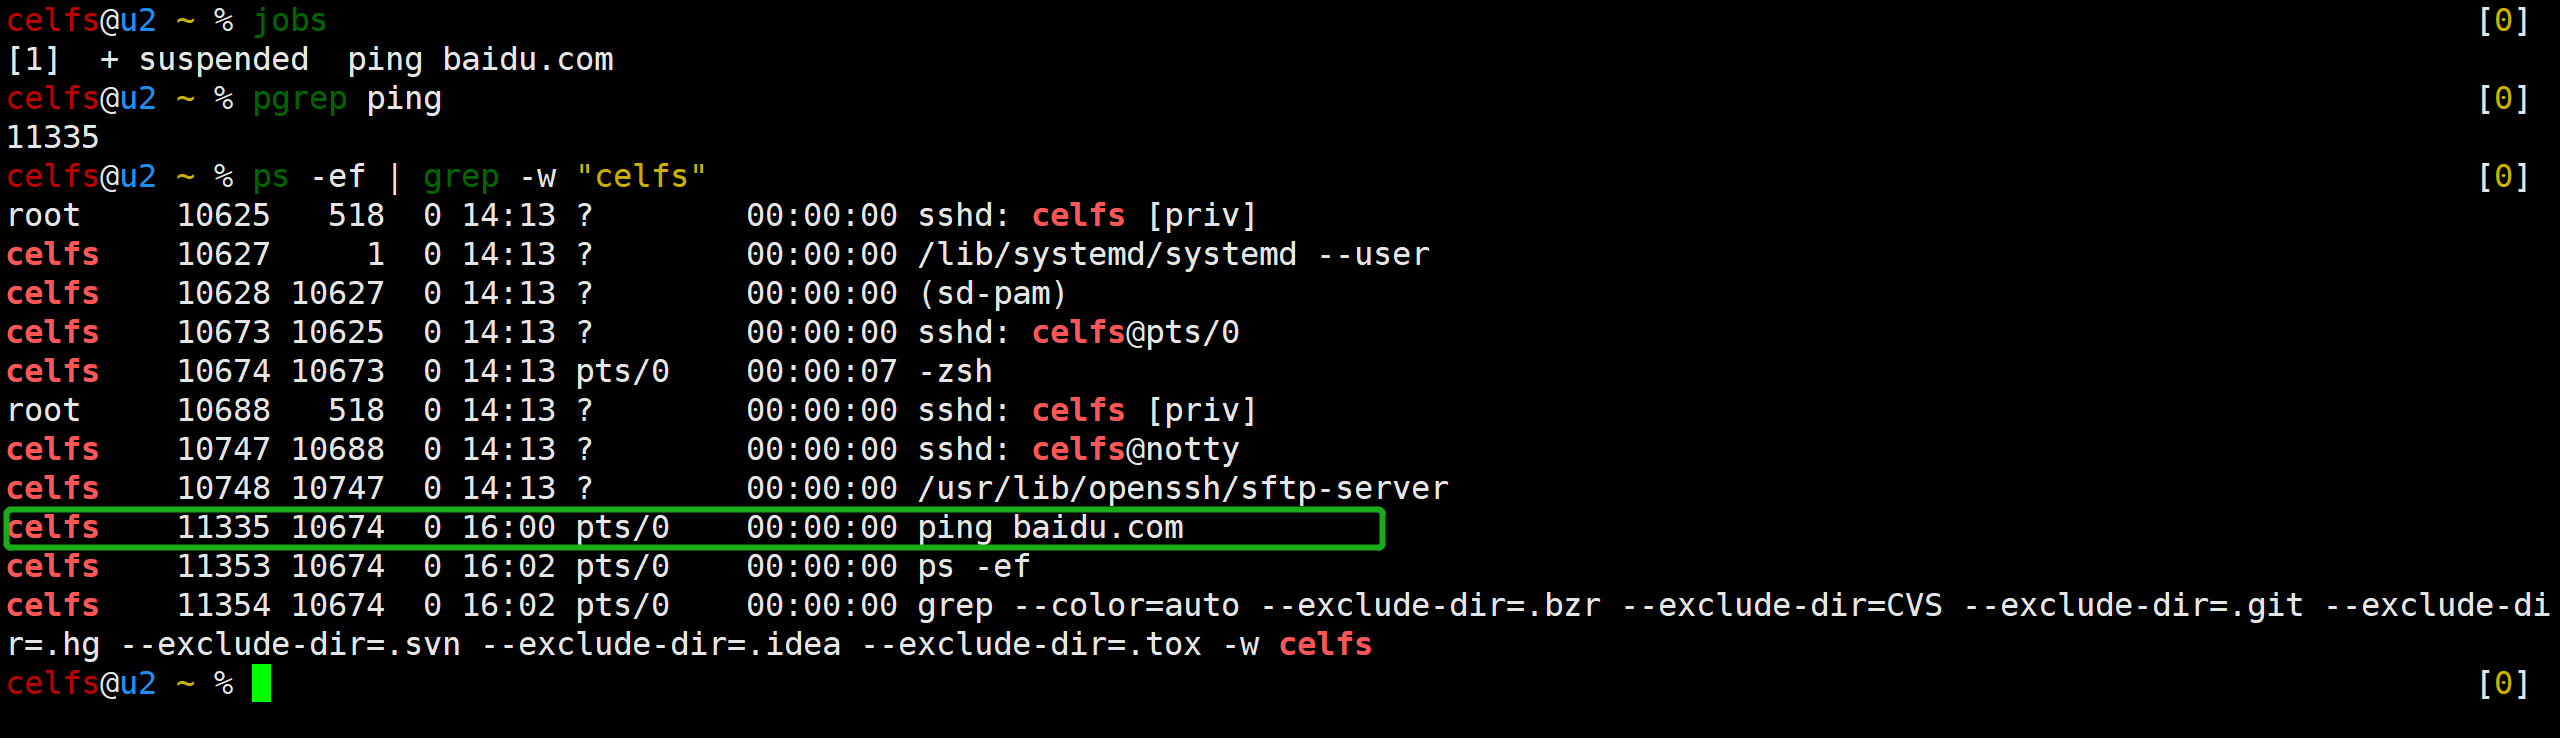 celfs@u2 ~ % jobs [0]
[1]  + suspended  ping baidu.com
celfs@u2 ~ % pgrep ping [0]
11335
celfs@u2 ~ % ps -ef | grep -w "celfs" [0]
root     10625   518  0 14:13 ?        00:00:00 sshd: celfs [priv]
celfs    10627     1  0 14:13 ?        00:00:00 /lib/systemd/systemd --user
celfs    10628 10627  0 14:13 ?        00:00:00 (sd-pam)
celfs    10673 10625  0 14:13 ?        00:00:00 sshd: celfs@pts/0
celfs    10674 10673  0 14:13 pts/0    00:00:07 -zsh
root     10688   518  0 14:13 ?        00:00:00 sshd: celfs [priv]
celfs    10747 10688  0 14:13 ?        00:00:00 sshd: celfs@notty
celfs    10748 10747  0 14:13 ?        00:00:00 /usr/lib/openssh/sftp-server
celfs    11335 10674  0 16:00 pts/0    00:00:00 ping baidu.com
celfs    11353 10674  0 16:02 pts/0    00:00:00 ps -ef
celfs    11354 10674  0 16:02 pts/0    00:00:00 grep --color=auto --exclude-dir=.bzr --exclude-dir=CVS --exclude-dir=.git --exclude-di
r=.hg --exclude-dir=.svn --exclude-dir=.idea --exclude-dir=.tox -w celfs
celfs@u2 ~ % [0]